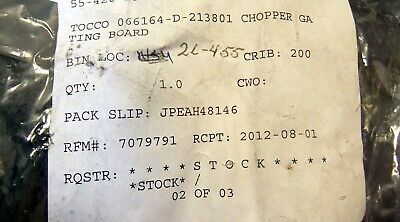 TOCCO 066164-D-213801 CHOPPER GA
TING BOARD
BIN LOC: 2L-455 CRIB: 200
QTY: 1.0 CWO:
PACK SLIP: JPEAH48146
RFM#: 7079791 RCPT: 2012-08-01
RQSTR: * * * * S T O C K * * * *
*STOCK* /
02 OF 03